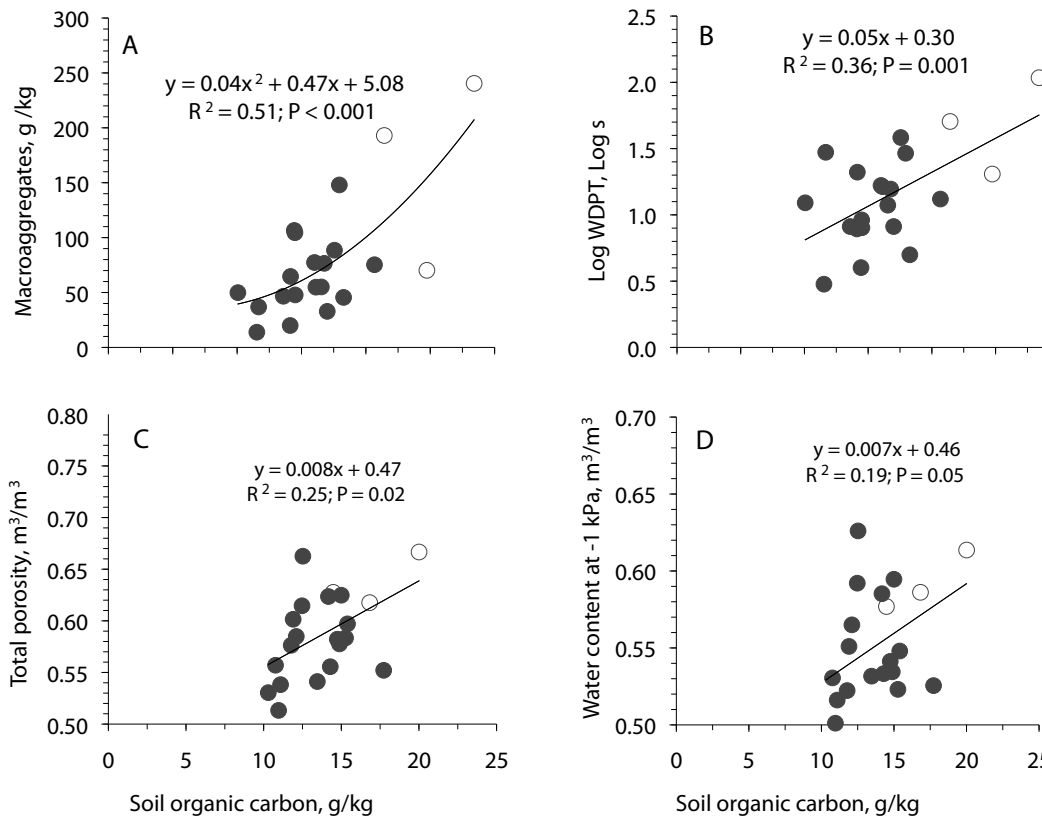 A
y = 0.04x² + 0.47x + 5.08
R² = 0.51; P < 0.001
Macroaggregates, g /kg
300
250
200
150
100
50
0
B
y = 0.05x + 0.30
R² = 0.36; P = 0.001
Log WDPT, Log s
2.5
2.0
1.5
1.0
0.5
0.0
C
y = 0.008x + 0.47
R² = 0.25; P = 0.02
Total porosity, m³/m³
0.80
0.75
0.70
0.65
0.60
0.55
0.50
0 5 10 15 20 25
Soil organic carbon, g/kg
D
y = 0.007x + 0.46
R² = 0.19; P = 0.05
Water content at -1 kPa, m³/m³
0.70
0.65
0.60
0.55
0.50
0 5 10 15 20 25
Soil organic carbon, g/kg